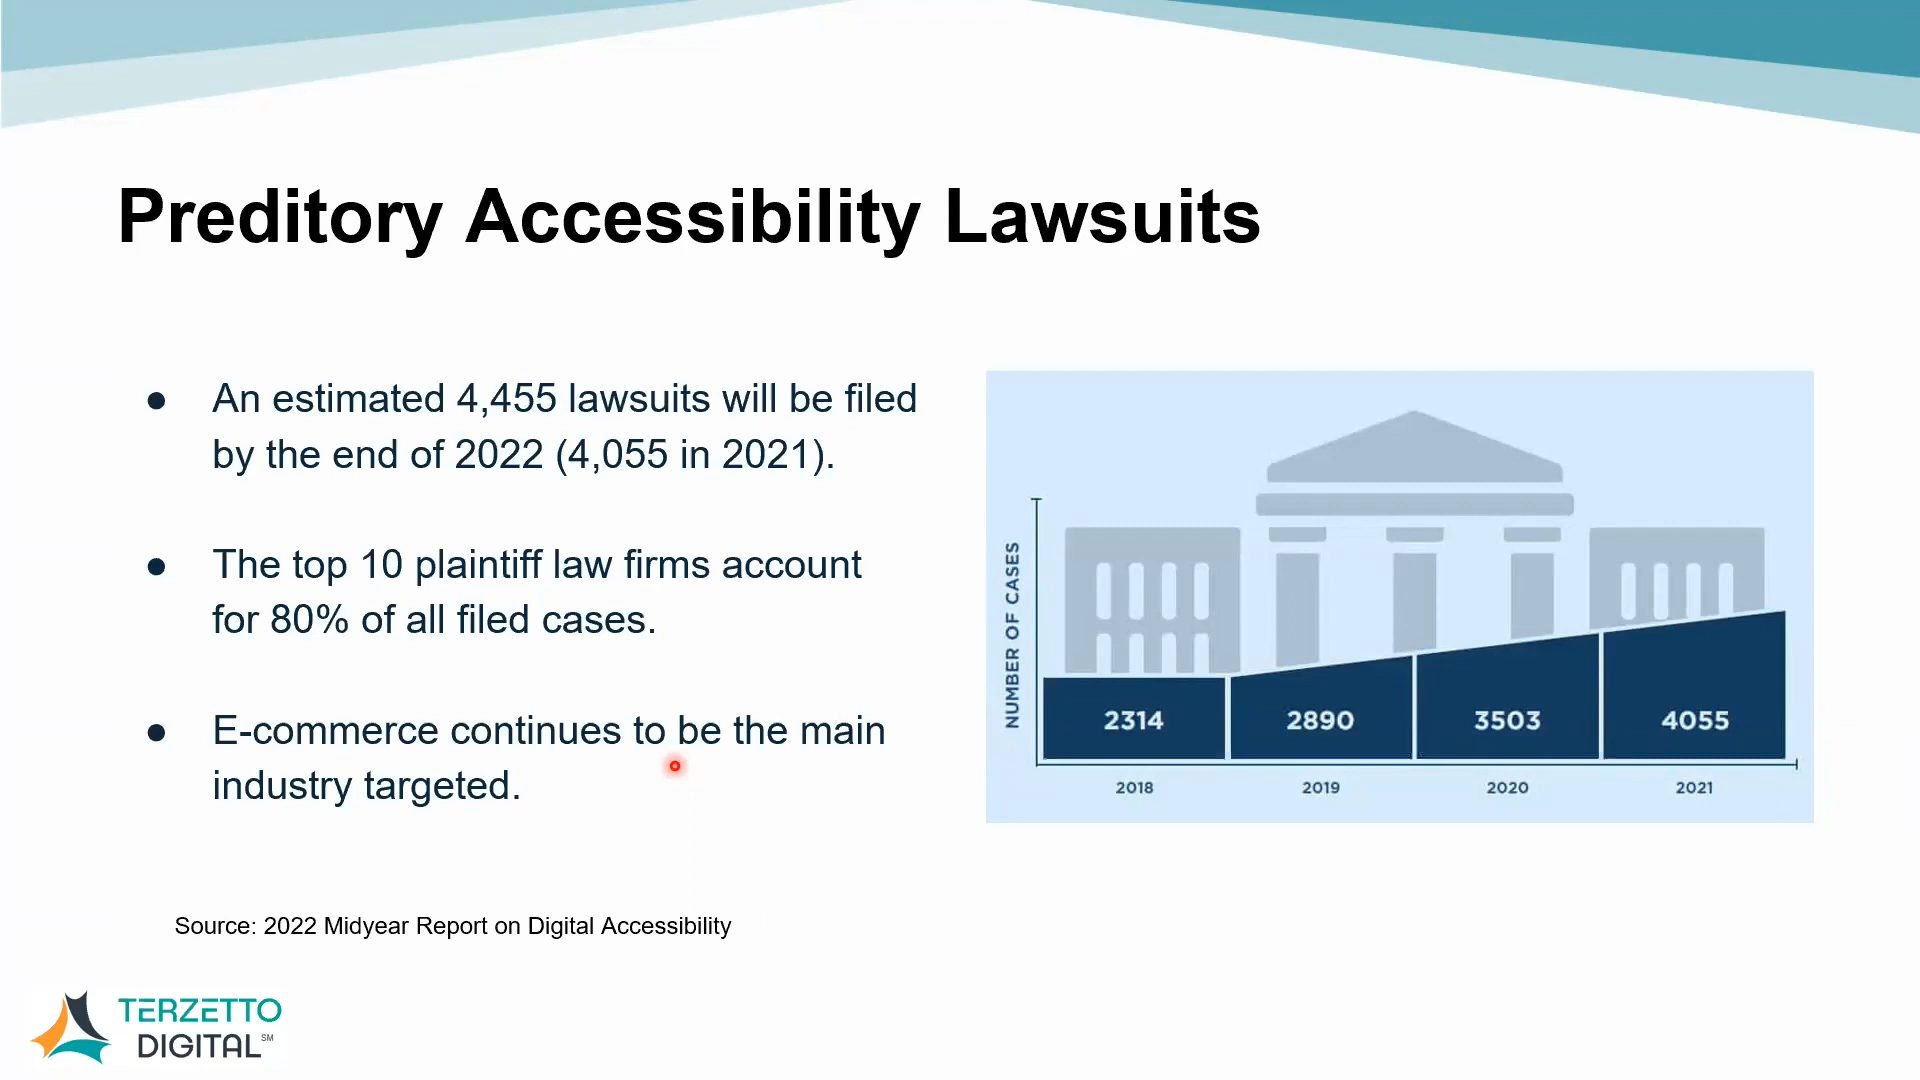 Preditory Accessibility Lawsuits
● An estimated 4,455 lawsuits will be filed
by the end of 2022 (4,055 in 2021).
● The top 10 plaintiff law firms account
for 80% of all filed cases.
● E-commerce continues to be the main
industry targeted.
NUMBER OF CASES
2314 2890 3503 4055
2018 2019 2020 2021
Source: 2022 Midyear Report on Digital Accessibility
TERZETTO
DIGITAL℠